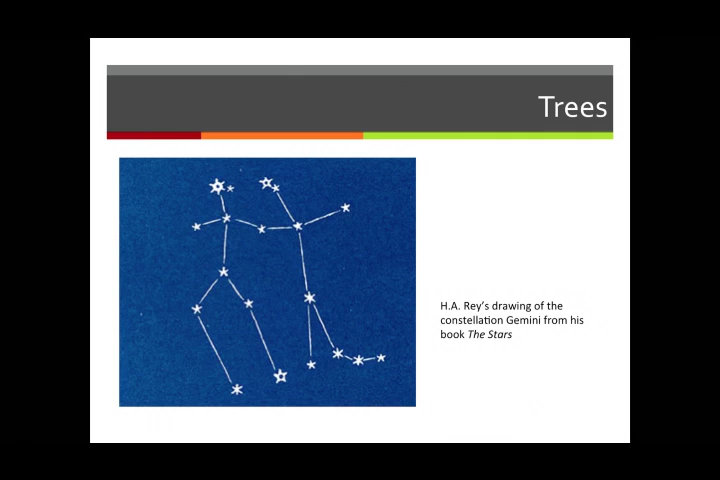 Trees
H.A. Rey's drawing of the
constellation Gemini from his
book The Stars